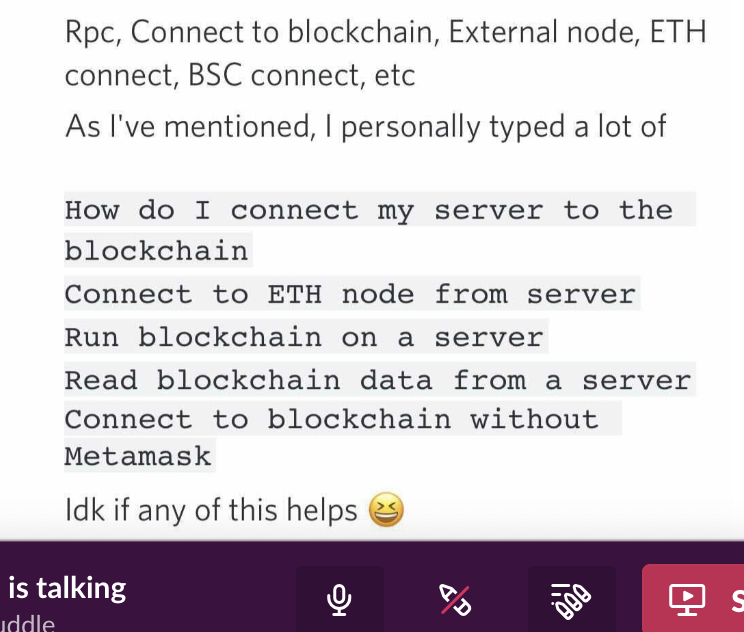 Rpc, Connect to blockchain, External node, ETH
connect, BSC connect, etc
As I've mentioned, I personally typed a lot of
How do I connect my server to the
blockchain
Connect to ETH node from server
Run blockchain on a server
Read blockchain data from a server
Connect to blockchain without
Metamask
Idk if any of this helps 😆
is talking
uddle
S